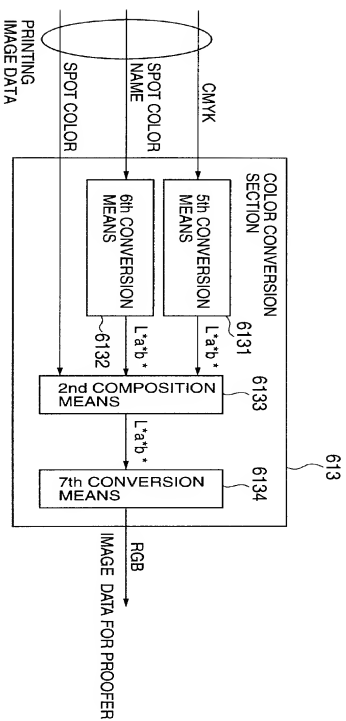 613
COLOR CONVERSION
SECTION
CMYK
5th CONVERSION
MEANS
6131
L*a*b*
SPOT COLOR
NAME
6th CONVERSION
MEANS
6132
L*a*b*
SPOT COLOR
PRINTING
IMAGE DATA
6133
2nd COMPOSITION
MEANS
L*a*b*
6134
7th CONVERSION
MEANS
RGB
IMAGE DATA FOR PROOFER